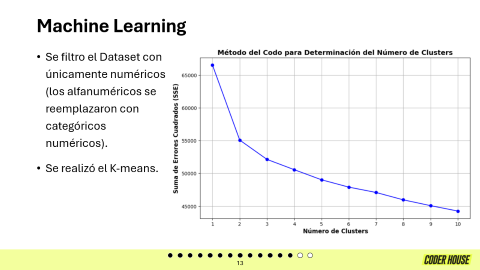 Machine Learning
• Se filtro el Dataset con
únicamente numéricos
(los alfanuméricos se
reemplazaron con
categóricos
numéricos).
• Se realizó el K-means.
Método del Codo para Determinación del Número de Clusters
Suma de Errores Cuadrados (SSE)
65000
60000
55000
50000
45000
1 2 3 4 5 6 7 8 9 10
Número de Clusters
13
CODER HOUSE